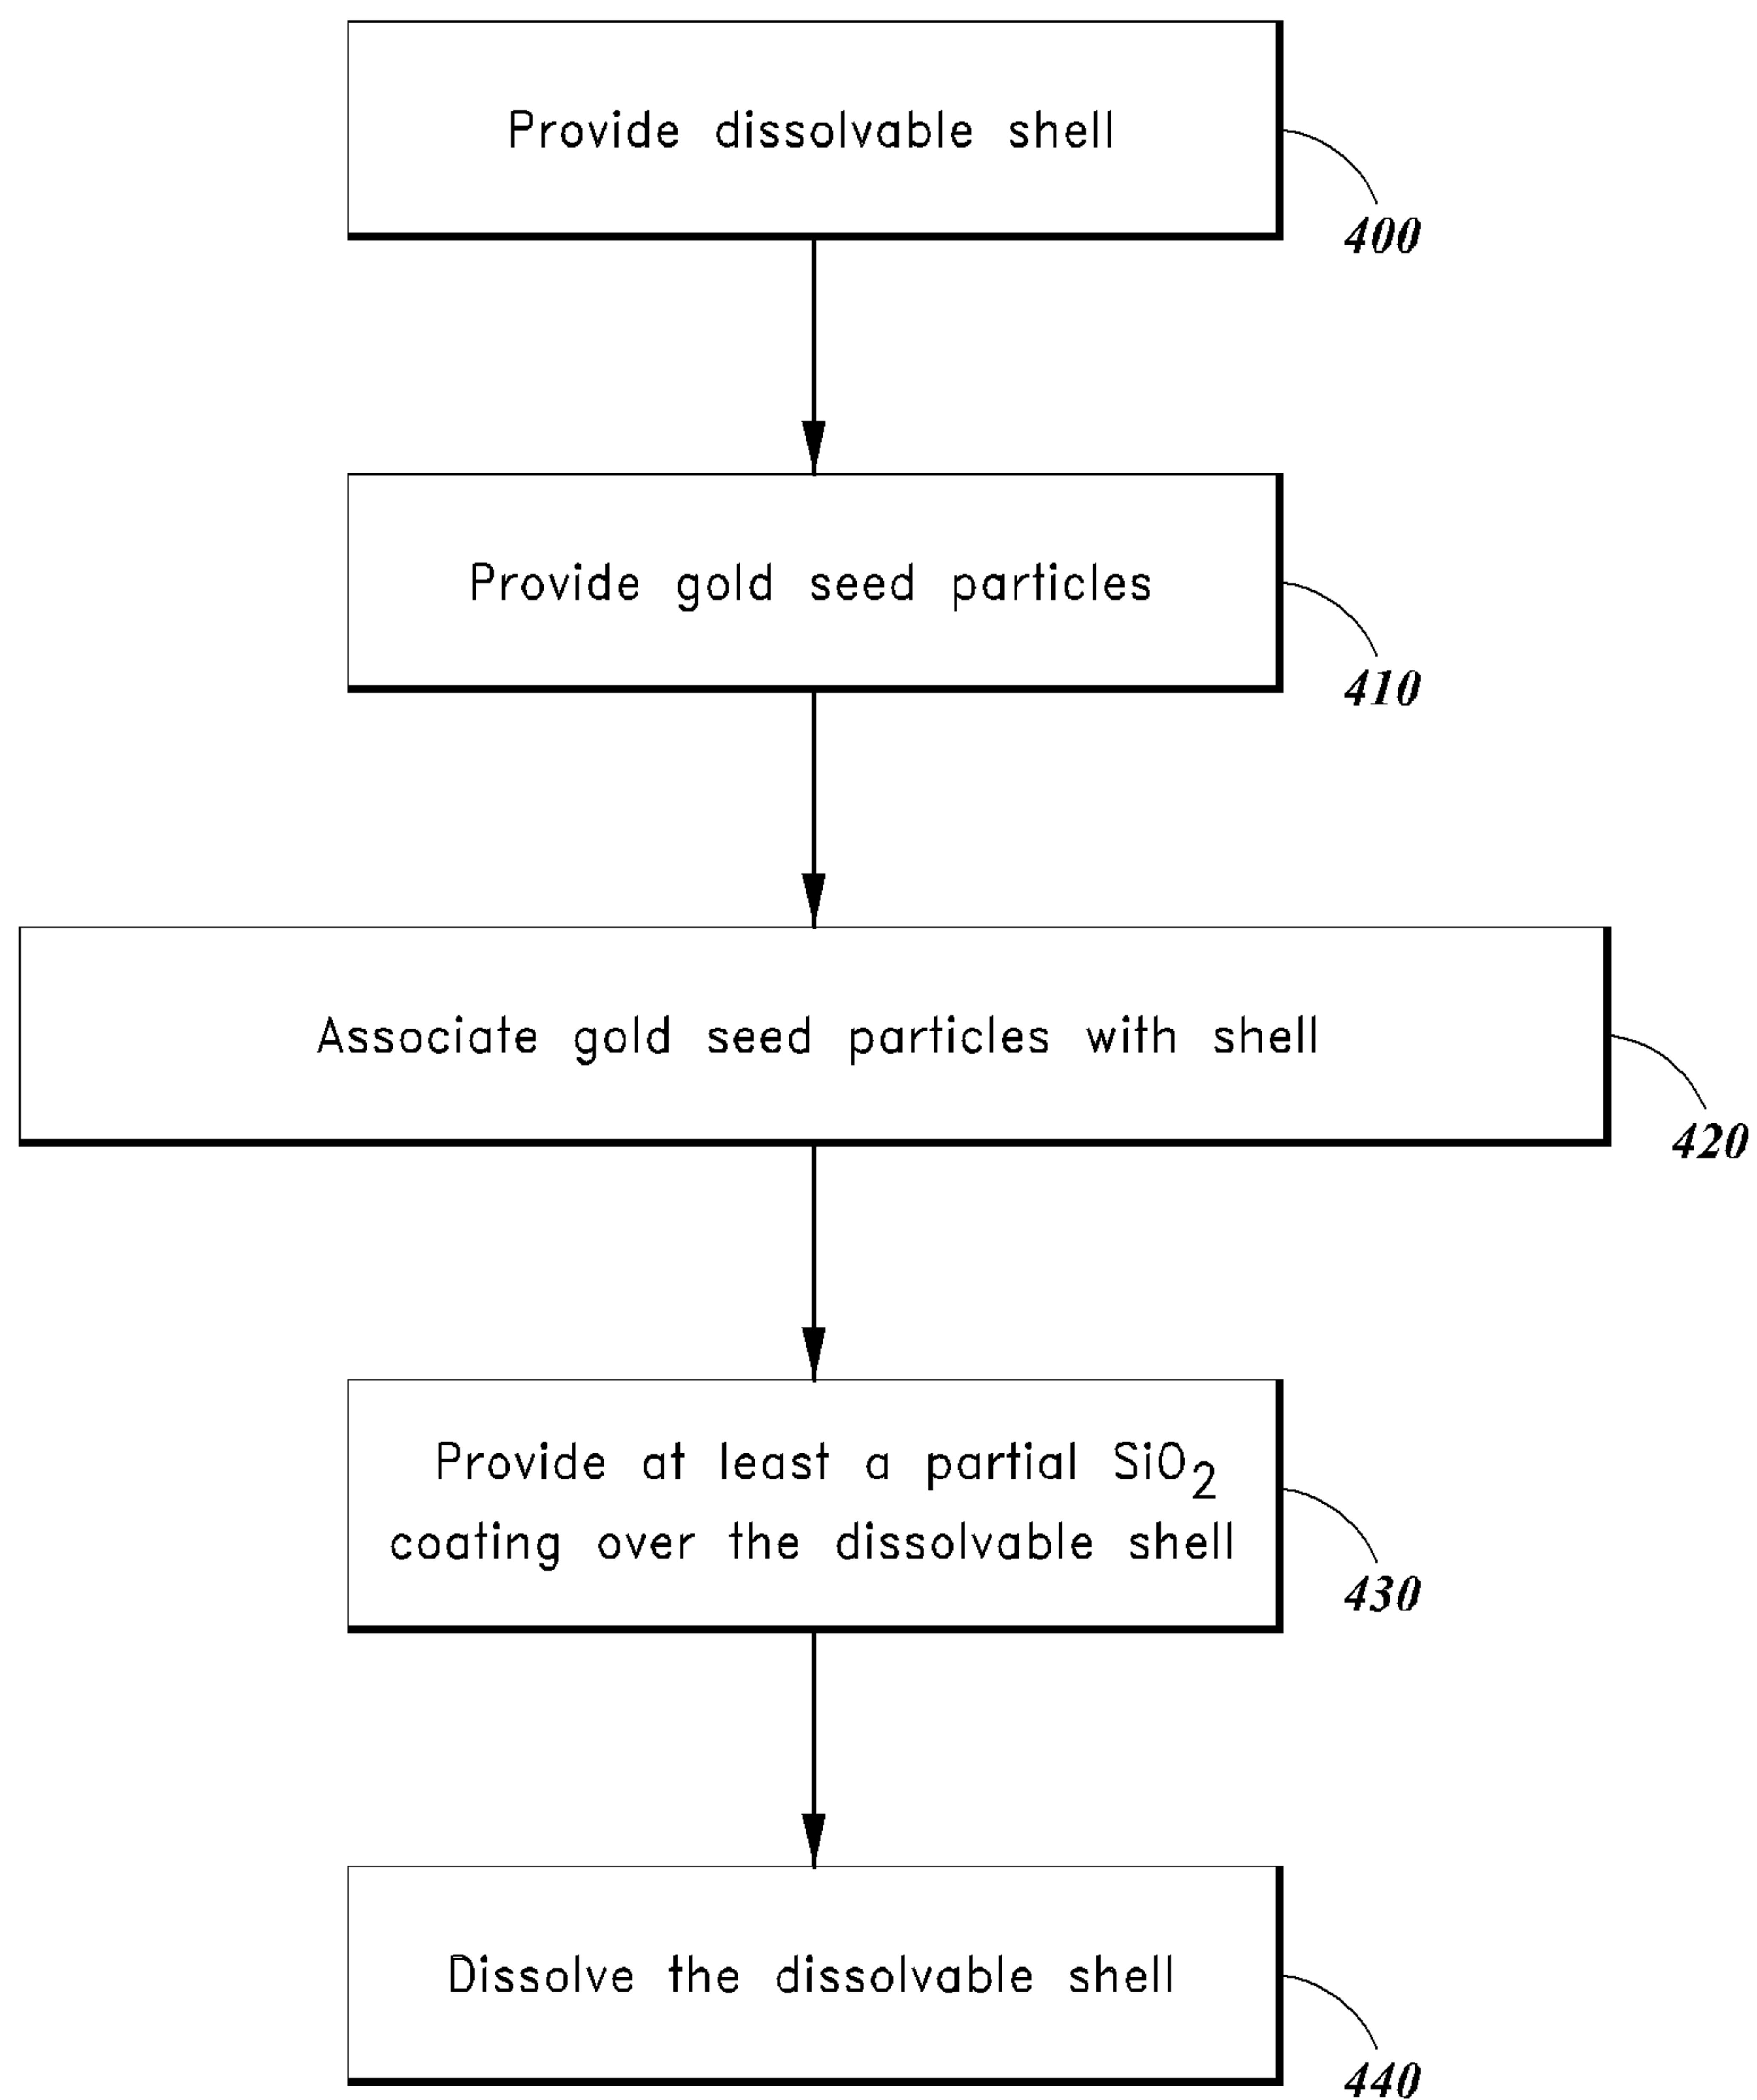 Provide dissolvable shell
400
Provide gold seed particles
410
Associate gold seed particles with shell
420
Provide at least a partial SiO₂
coating over the dissolvable shell
430
Dissolve the dissolvable shell
440